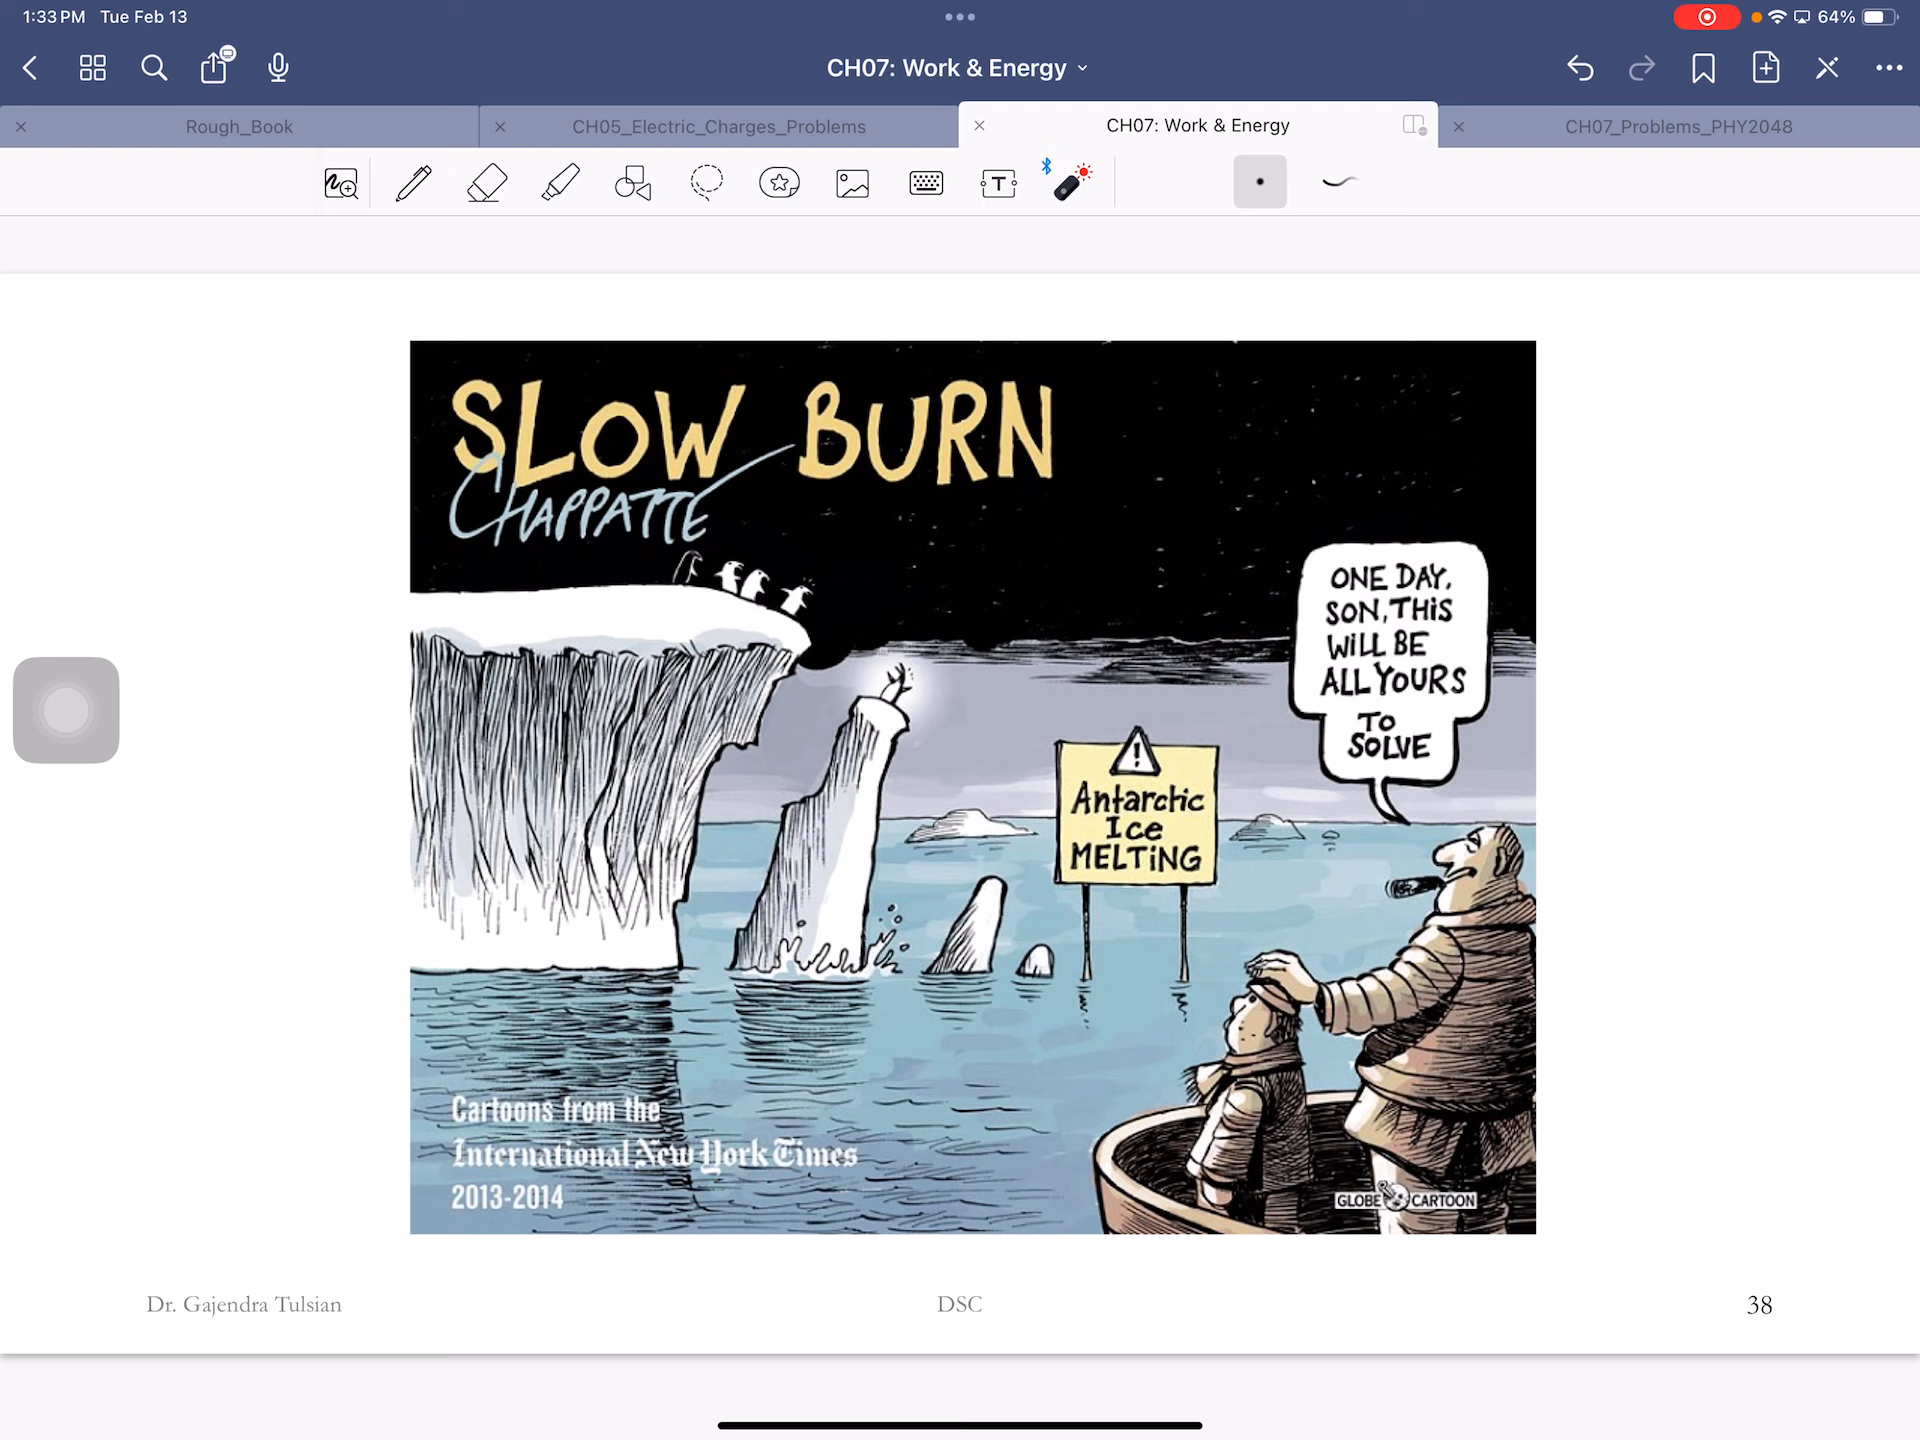 1:33 PM Tue Feb 13
64%
CH07: Work & Energy
Rough_Book
CH05_Electric_Charges_Problems
CH07: Work & Energy
CH07_Problems_PHY2048
T
SLOW BURN
CHAPPATTE
ONE DAY,
SON, THiS
WiLL BE
ALL YOURS
TO
SOLVE
!
Antarctic
Ice
MELTiNG
Cartoons from the
International New York Times
2013-2014
GLOBE CARTOON
Dr. Gajendra Tulsian
DSC
38